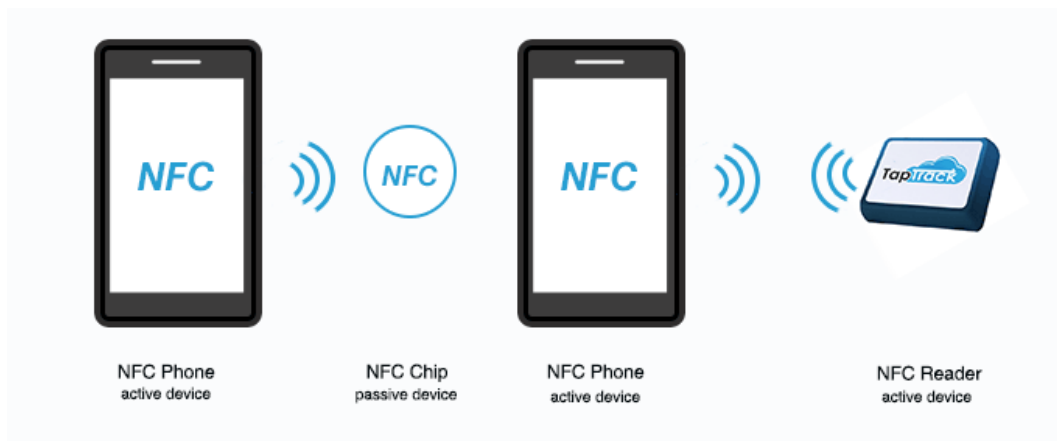 NFC
NFC
NFC
TapTrack
NFC Phone
active device
NFC Chip
passive device
NFC Phone
active device
NFC Reader
active device